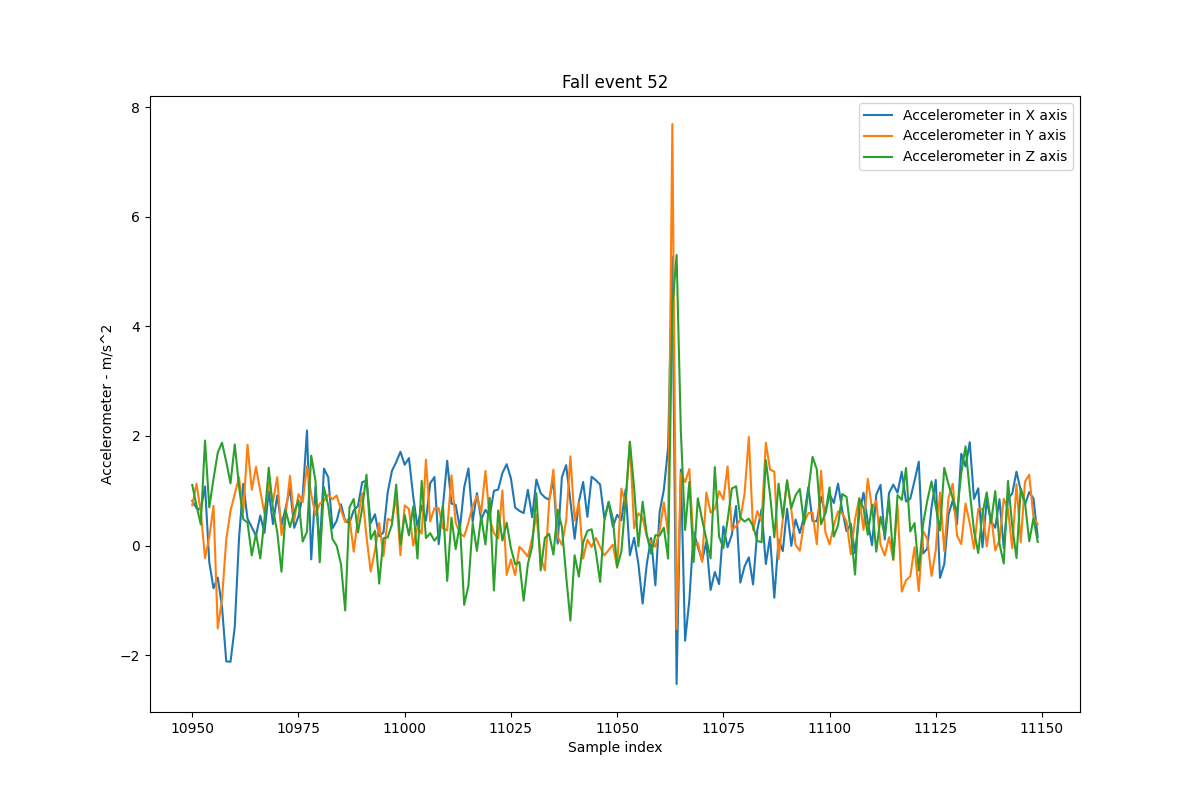 Fall event 52
Accelerometer in X axis
Accelerometer in Y axis
Accelerometer in Z axis
8
6
4
2
0
−2
Accelerometer - m/s^2
10950 10975 11000 11025 11050 11075 11100 11125 11150
Sample index